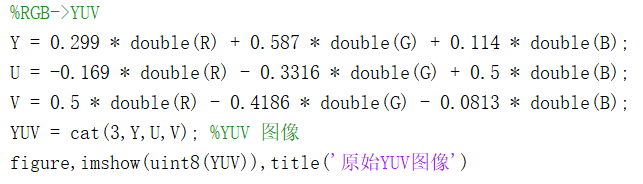 %RGB->YUV
Y = 0.299 * double(R) + 0.587 * double(G) + 0.114 * double(B);
U = -0.169 * double(R) - 0.3316 * double(G) + 0.5 * double(B);
V = 0.5 * double(R) - 0.4186 * double(G) - 0.0813 * double(B);
YUV = cat(3,Y,U,V); %YUV 图像
figure,imshow(uint8(YUV)),title('原始YUV图像')